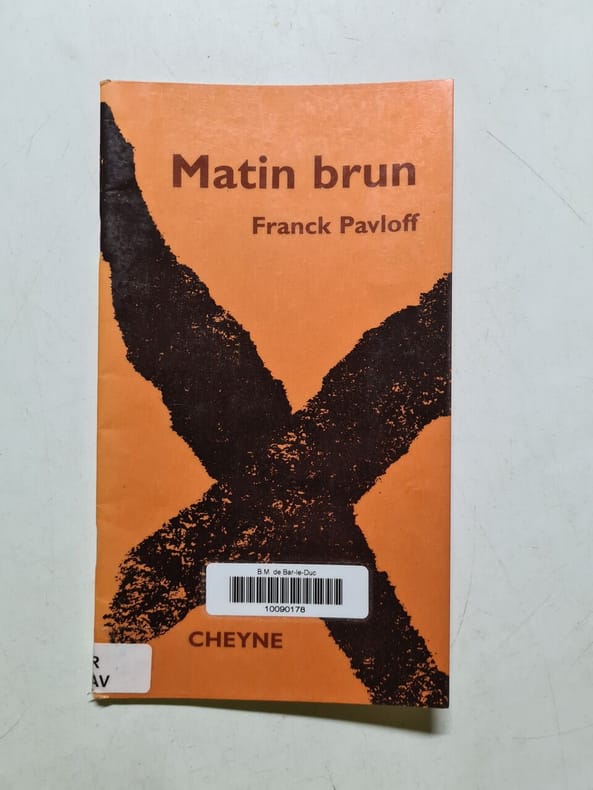 Matin brun
Franck Pavloff
B.M. de Bar-le-Duc
10090178
CHEYNE
R
AV